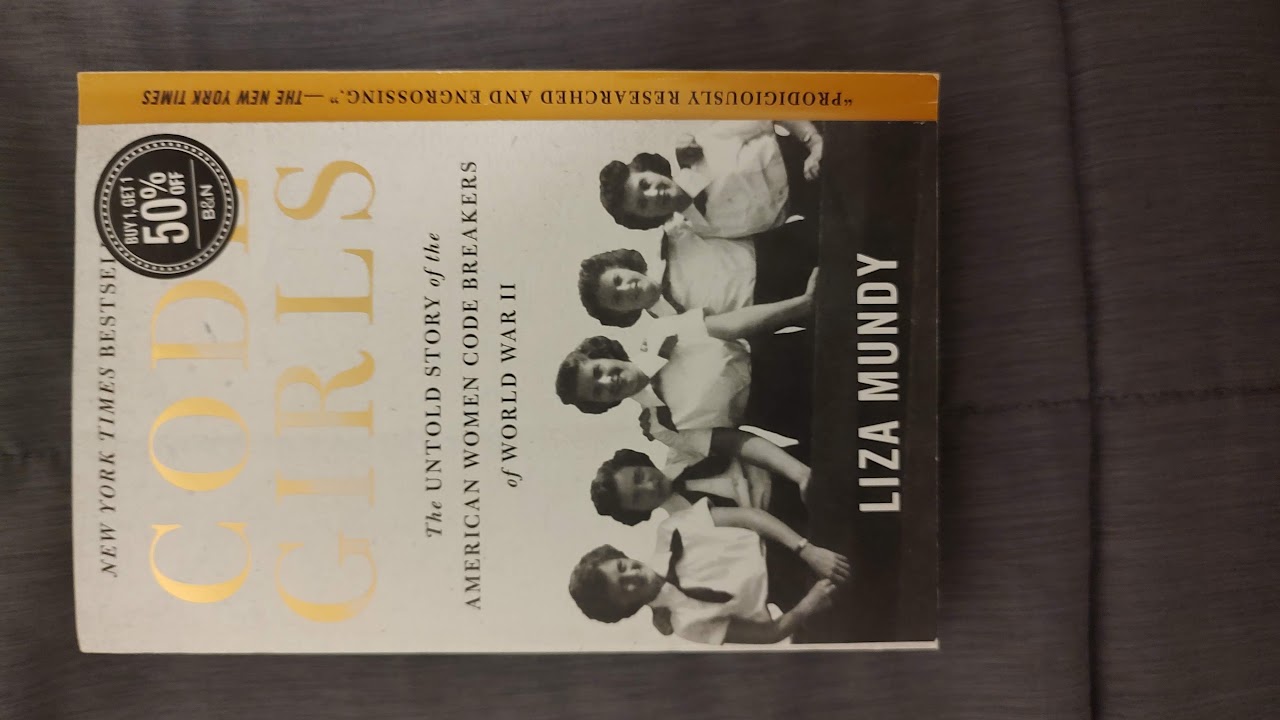 NEW YORK TIMES BESTSEL
BUY 1, GET 1
50% OFF
B&N
CODE
GIRLS
The UNTOLD STORY of the
AMERICAN WOMEN CODE BREAKERS
of WORLD WAR II
LIZA MUNDY
“PRODIGIOUSLY RESEARCHED AND ENGROSSING.” —THE NEW YORK TIMES